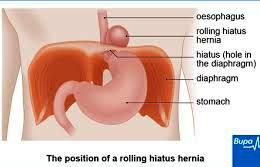 oesophagus
rolling hiatus
hernia
hiatus (hole in
the diaphragm)
diaphragm
stomach
The position of a rolling hiatus hernia
Bupa